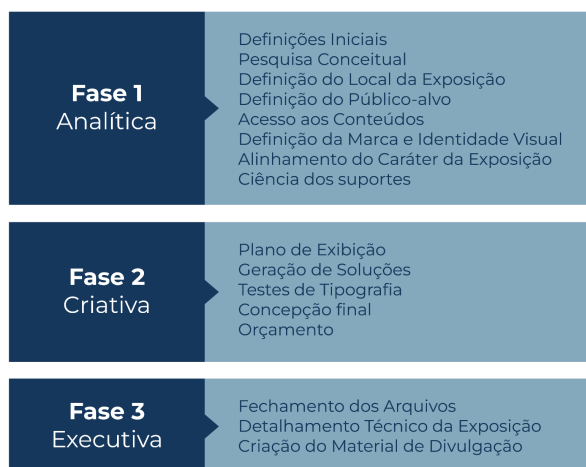 Fase 1
Analítica
Definições Iniciais
Pesquisa Conceitual
Definição do Local da Exposição
Definição do Público-alvo
Acesso aos Conteúdos
Definição da Marca e Identidade Visual
Alinhamento do Caráter da Exposição
Ciência dos suportes
Fase 2
Criativa
Plano de Exibição
Geração de Soluções
Testes de Tipografia
Concepção final
Orçamento
Fase 3
Executiva
Fechamento dos Arquivos
Detalhamento Técnico da Exposição
Criação do Material de Divulgação